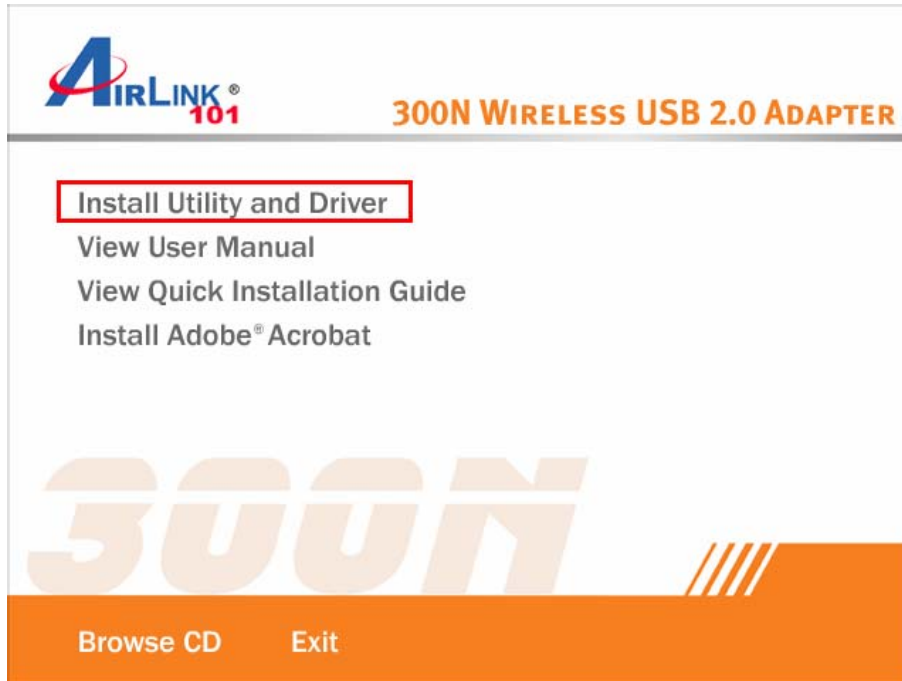 AIRLINK®
101
300N WIRELESS USB 2.0 ADAPTER
Install Utility and Driver
View User Manual
View Quick Installation Guide
Install Adobe® Acrobat
300N
Browse CD Exit